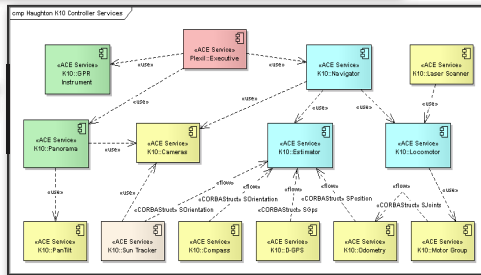 cmp Haughton K10 Controller Services
«ACE Service»
K10::GPR
Instrument
«ACE Service»
Plexil::Executive
«ACE Service»
K10::Navigator
«ACE Service»
K10::Laser Scanner
«use»
«use»
«use»
«use»
«use»
«use»
«use»
«ACE Service»
K10::Panorama
«ACE Service»
K10::Cameras
«ACE Service»
K10::Estimator
«ACE Service»
K10::Locomotor
«use»
«use»
«use»
«flow»
«flow»
«flow»
«flow»
«use»
«CORBAStruct» SOrientation
«CORBAStruct» SOrientation
«CORBAStruct» SGps
«CORBAStruct» SPosition
«CORBAStruct» SJoints
«ACE Service»
K10::PanTilt
«ACE Service»
K10::Sun Tracker
«ACE Service»
K10::Compass
«ACE Service»
K10::D-GPS
«ACE Service»
K10::Odometry
«ACE Service»
K10::Motor Group